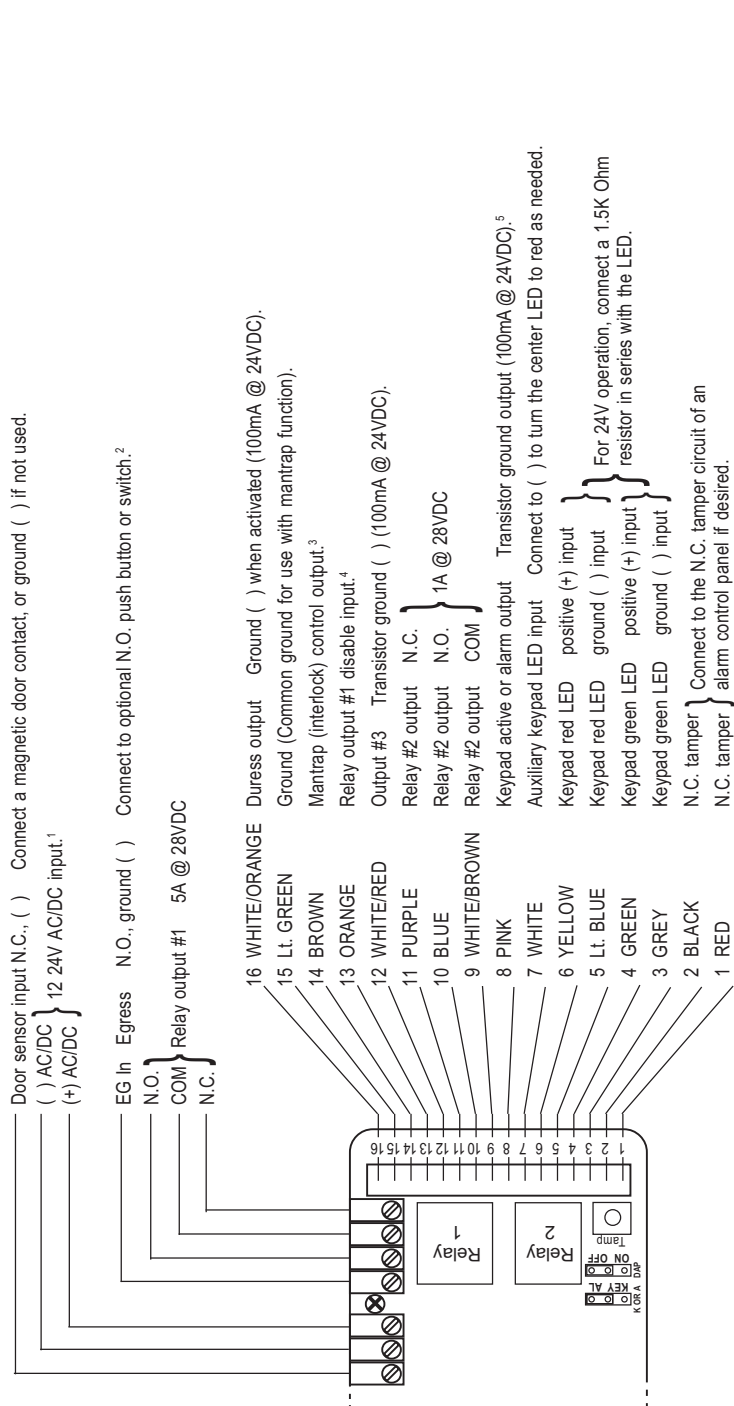 Door sensor input N.C., ( )   Connect a magnetic door contact, or ground ( ) if not used.
( ) AC/DC
(+) AC/DC
12 24V AC/DC input.¹
EG In   Egress   N.O., ground ( )   Connect to optional N.O. push button or switch.²
N.O.
COM
N.C.
Relay output #1   5A @ 28VDC
16 WHITE/ORANGE   Duress output   Ground ( ) when activated (100mA @ 24VDC).
15 Lt. GREEN   Ground (Common ground for use with mantrap function).
14 BROWN   Mantrap (interlock) control output.³
13 ORANGE   Relay output #1 disable input.⁴
12 WHITE/RED   Output #3   Transistor ground ( ) (100mA @ 24VDC).
11 PURPLE   Relay #2 output   N.C.
10 BLUE   Relay #2 output   N.O.
9 WHITE/BROWN   Relay #2 output   COM
1A @ 28VDC
8 PINK   Keypad active or alarm output   Transistor ground output (100mA @ 24VDC).⁵
7 WHITE   Auxiliary keypad LED input   Connect to ( ) to turn the center LED to red as needed.
6 YELLOW   Keypad red LED   positive (+) input
5 Lt. BLUE   Keypad red LED   ground ( ) input
4 GREEN   Keypad green LED   positive (+) input
3 GREY   Keypad green LED   ground ( ) input
For 24V operation, connect a 1.5K Ohm
resistor in series with the LED.
2 BLACK   N.C. tamper
1 RED   N.C. tamper
Connect to the N.C. tamper circuit of an
alarm control panel if desired.
16
15
14
13
12
11
10
9
8
7
6
5
4
3
2
1
Relay
1
Relay
2
Tamp
ON OFF
DAP
KEY AL
K OR A